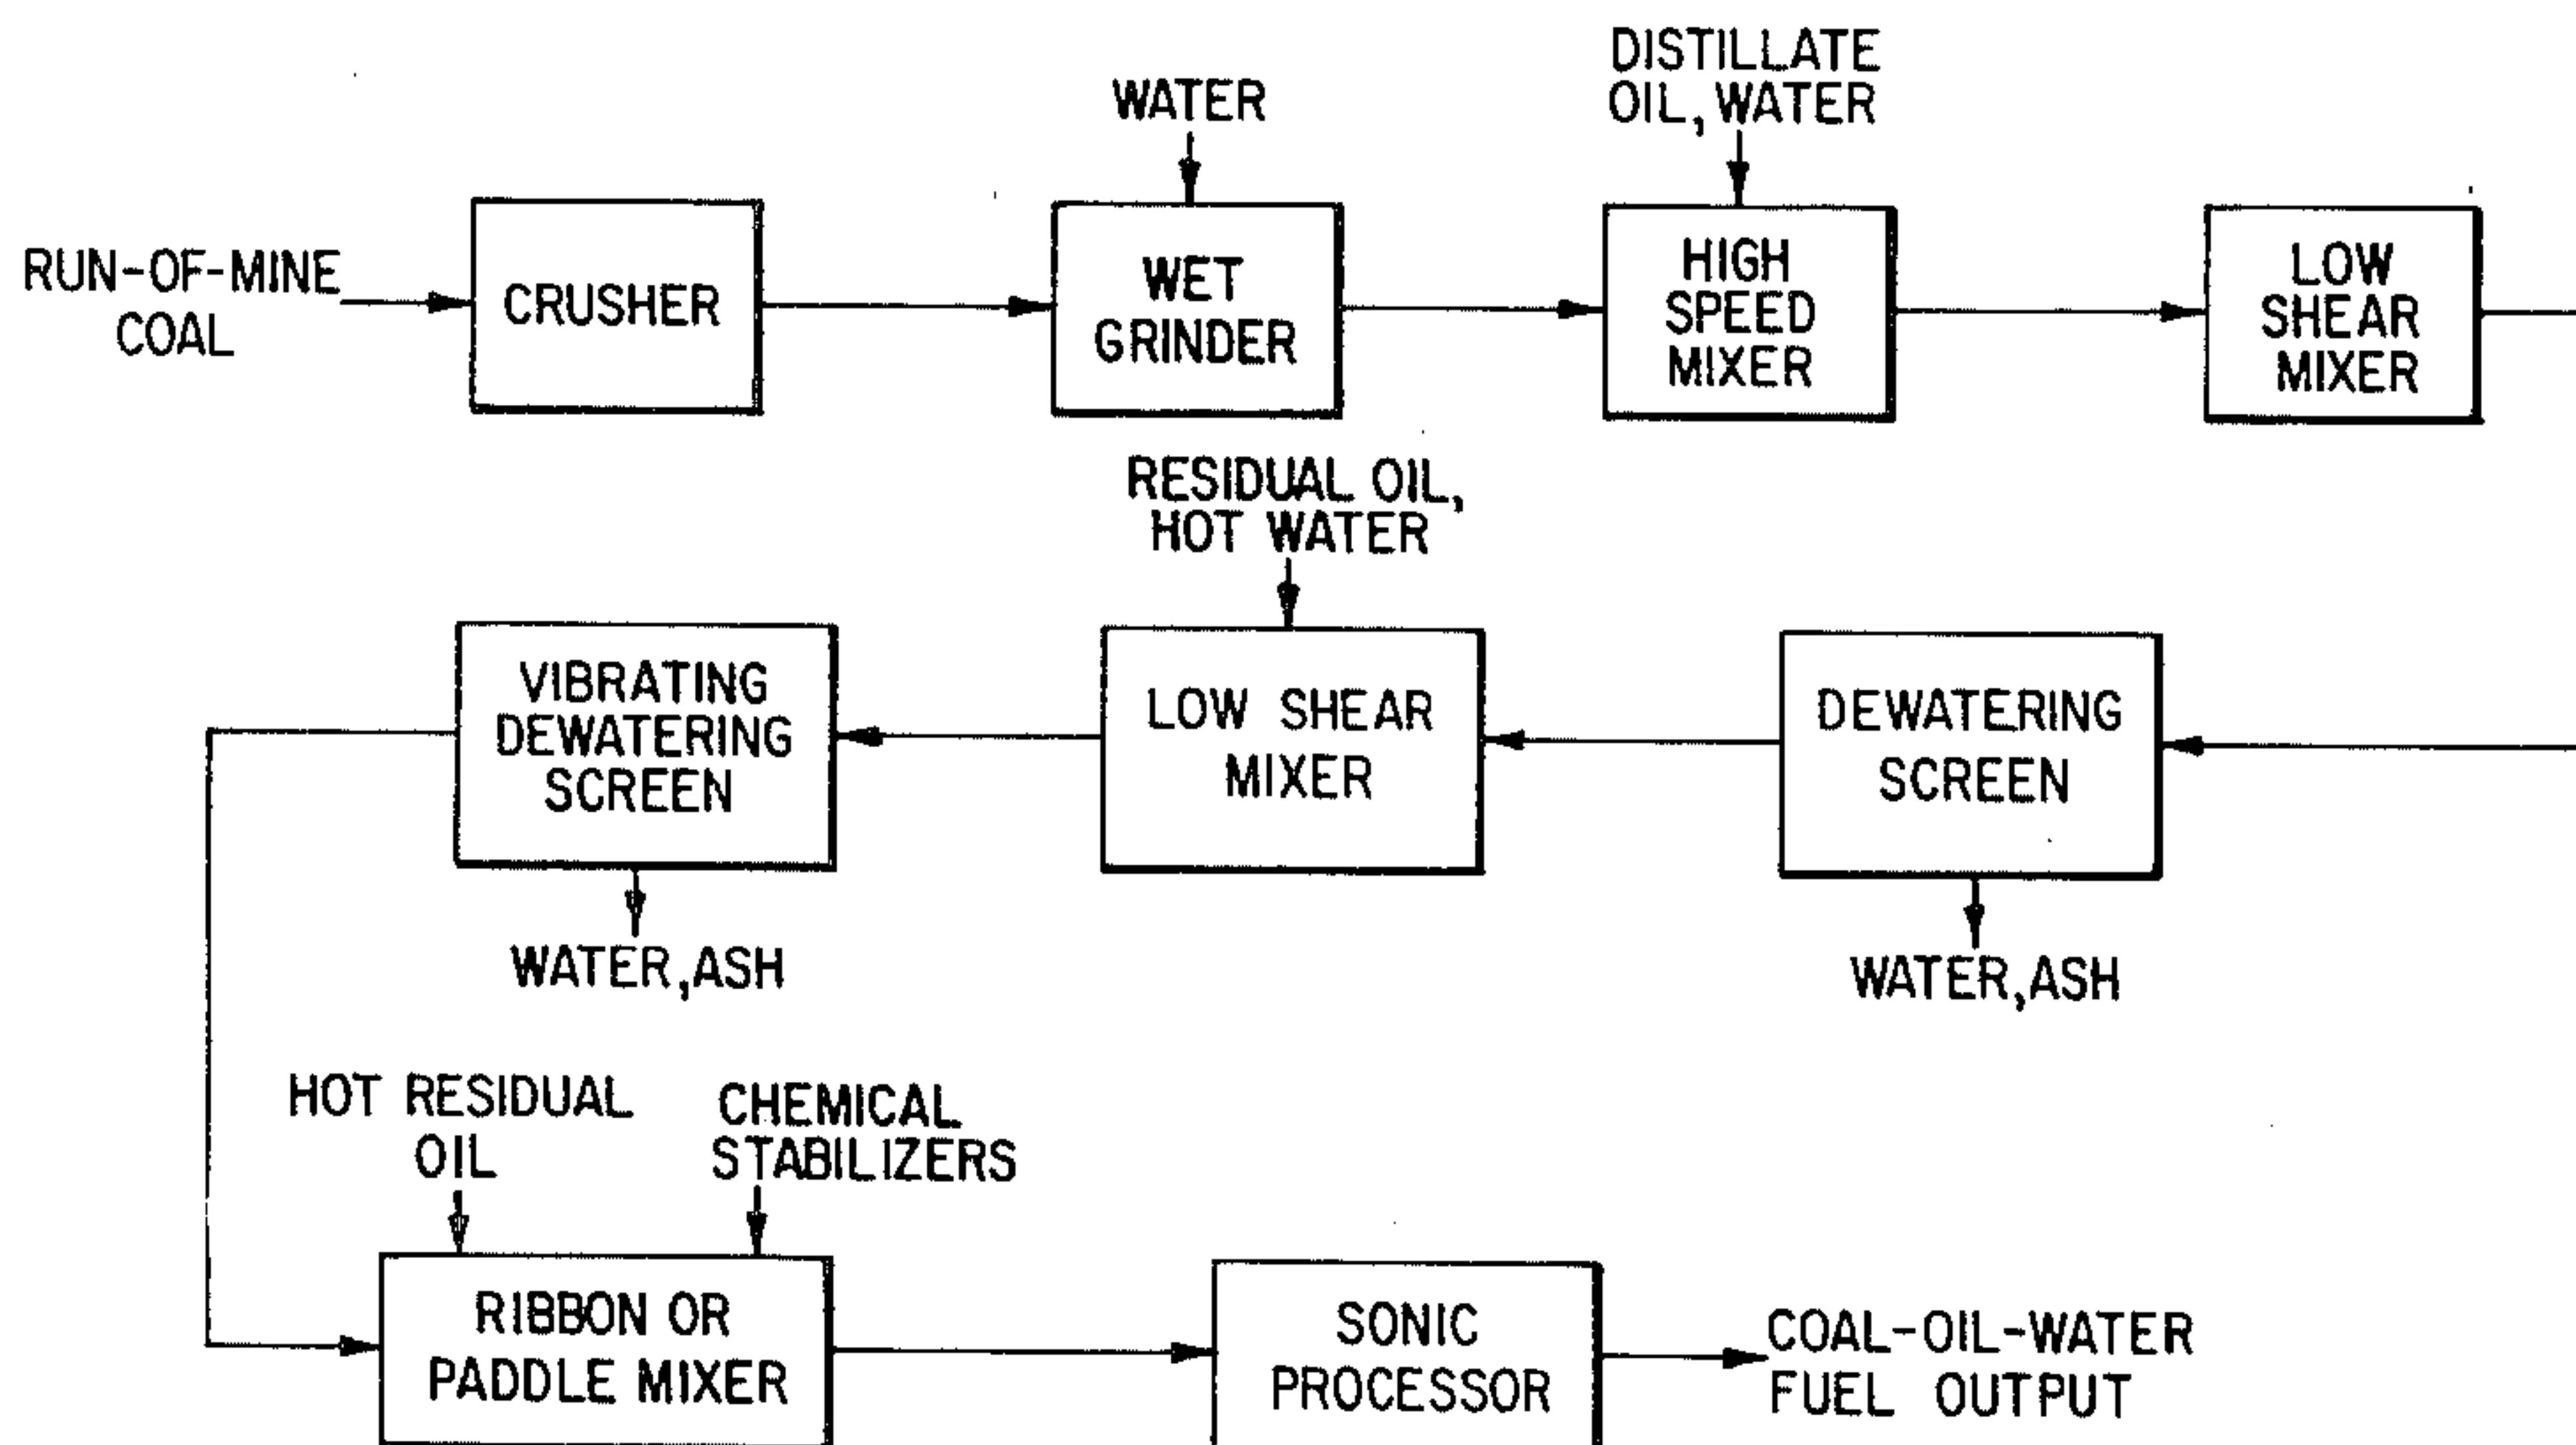 WATER
DISTILLATE
OIL, WATER
RUN-OF-MINE
COAL
CRUSHER
WET
GRINDER
HIGH
SPEED
MIXER
LOW
SHEAR
MIXER
RESIDUAL OIL,
HOT WATER
VIBRATING
DEWATERING
SCREEN
LOW SHEAR
MIXER
DEWATERING
SCREEN
WATER, ASH
WATER, ASH
HOT RESIDUAL
OIL
CHEMICAL
STABILIZERS
RIBBON OR
PADDLE MIXER
SONIC
PROCESSOR
COAL-OIL-WATER
FUEL OUTPUT